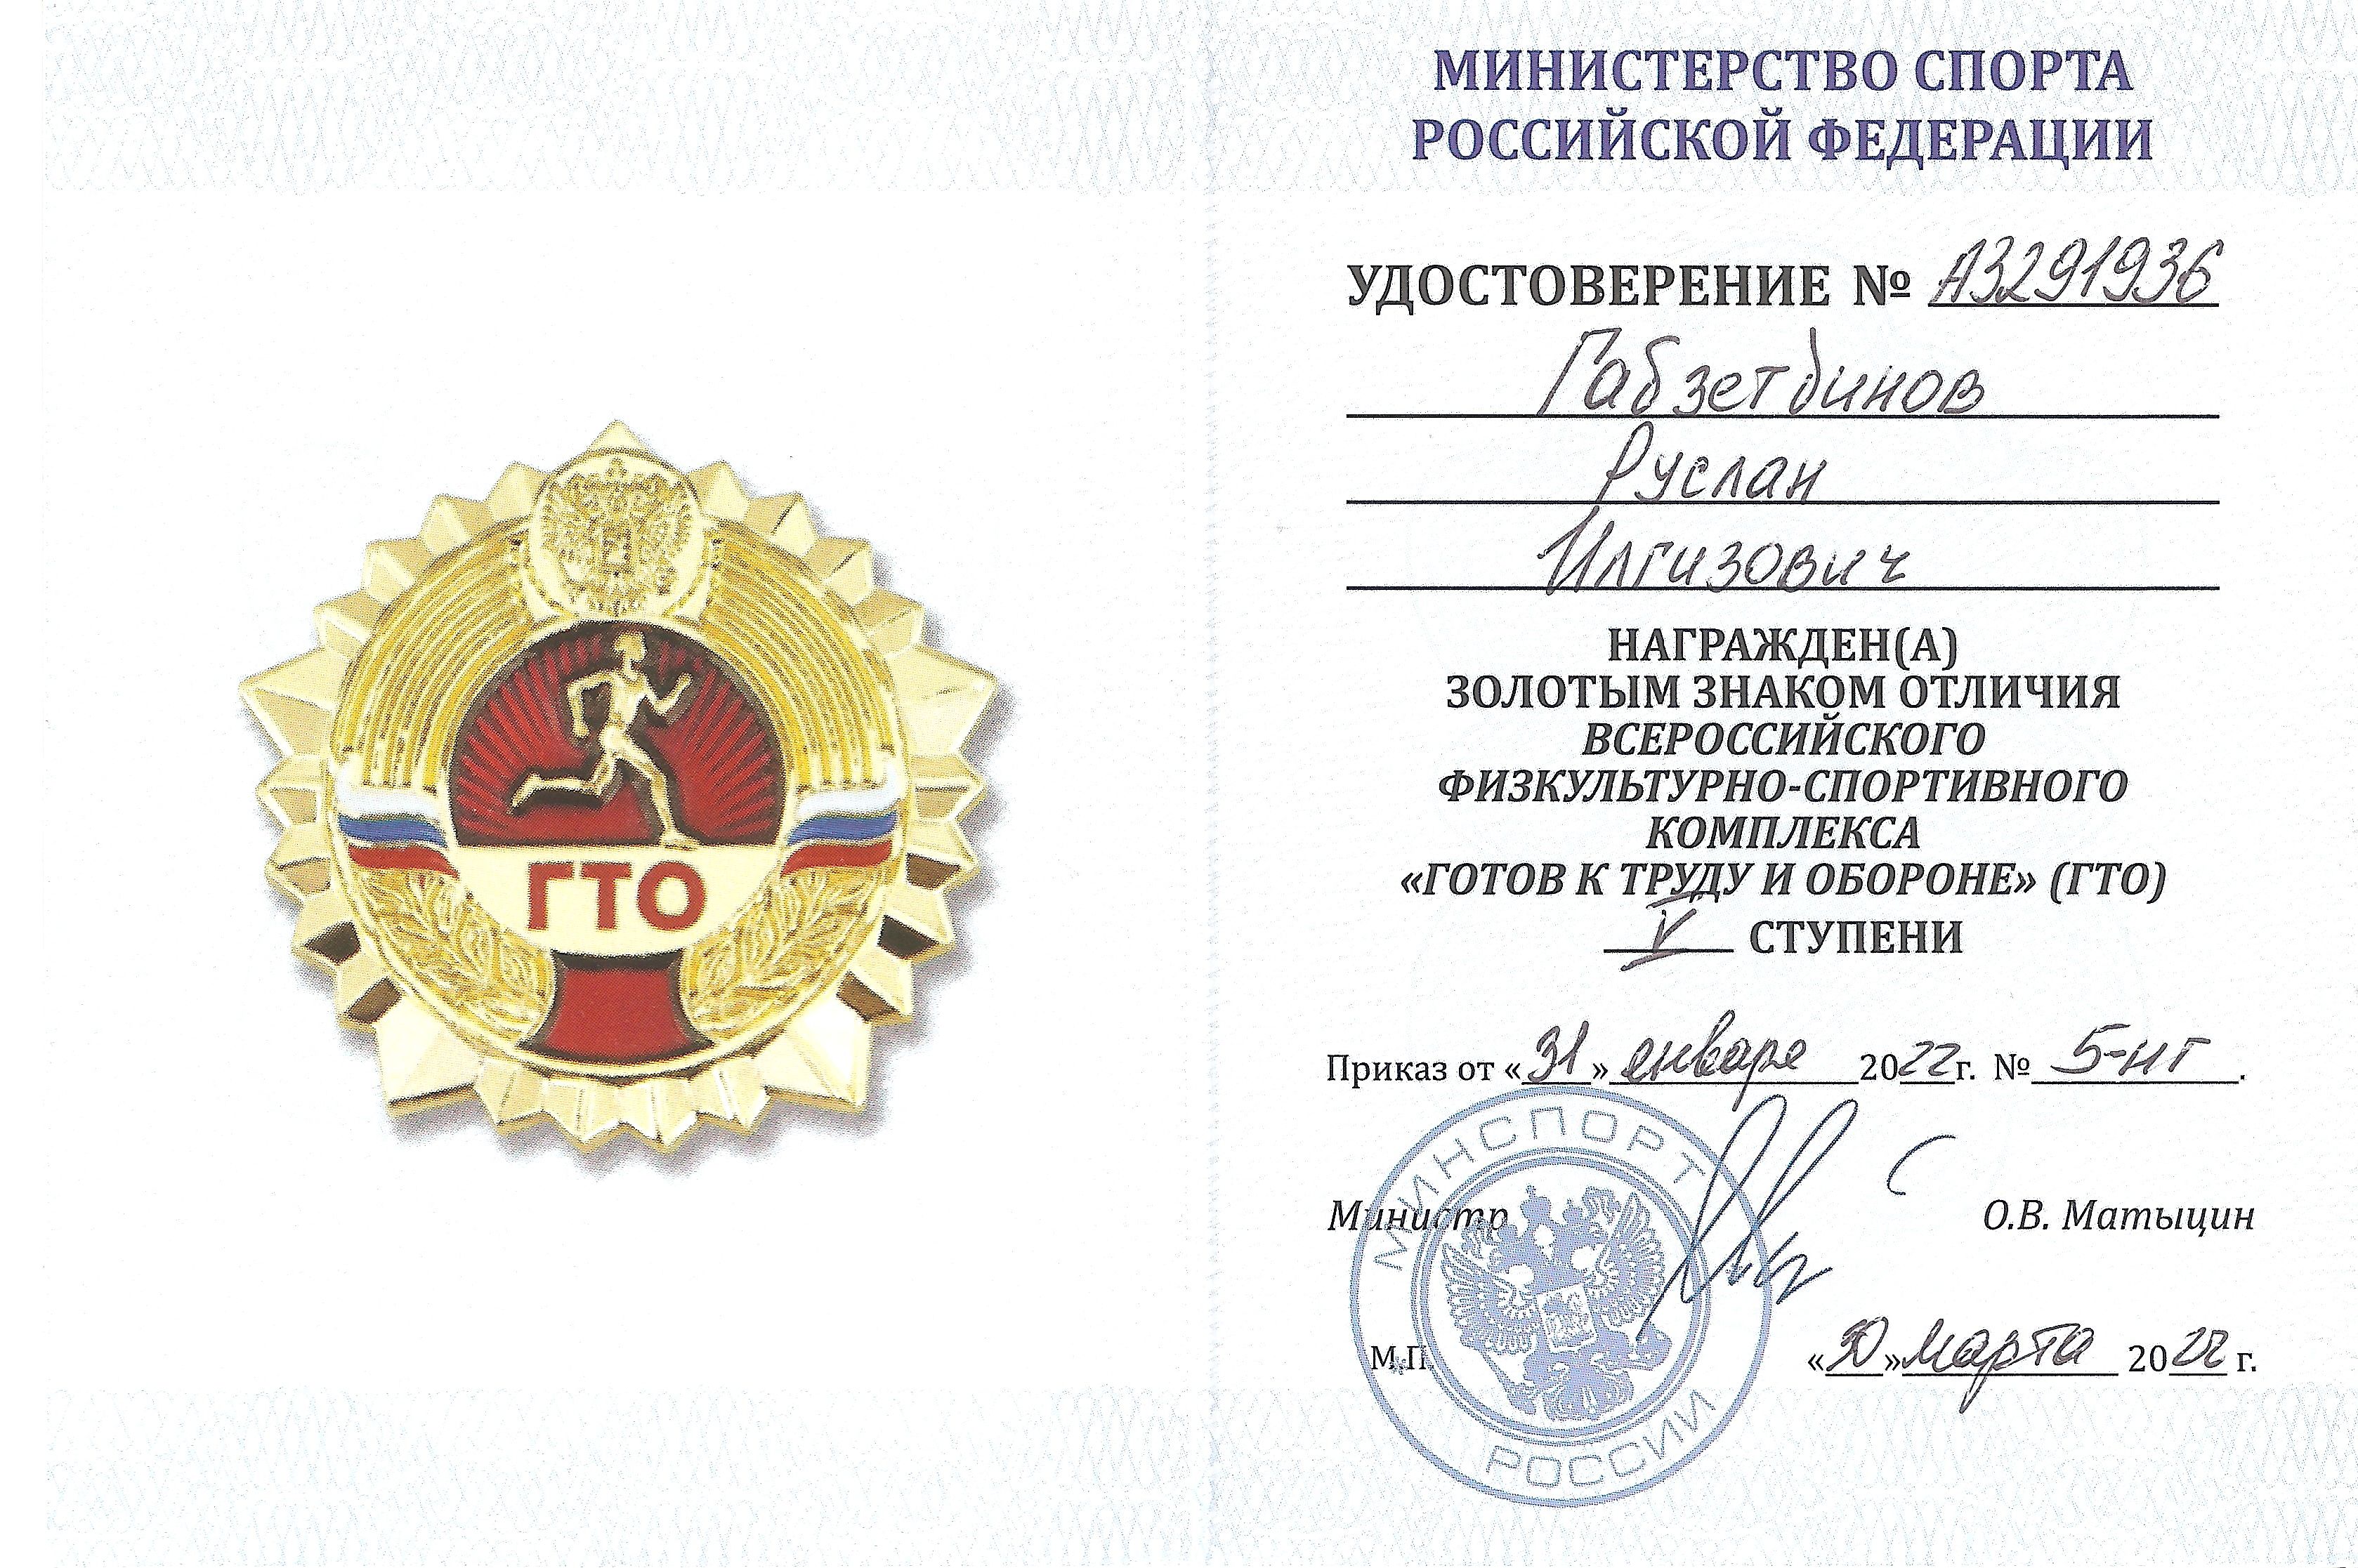 ГТО
МИНИСТЕРСТВО СПОРТА
РОССИЙСКОЙ ФЕДЕРАЦИИ
УДОСТОВЕРЕНИЕ № А3291936
Габзетдинов
Руслан
Илгизович
НАГРАЖДЕН(А)
ЗОЛОТЫМ ЗНАКОМ ОТЛИЧИЯ
ВСЕРОССИЙСКОГО
ФИЗКУЛЬТУРНО-СПОРТИВНОГО
КОМПЛЕКСА
«ГОТОВ К ТРУДУ И ОБОРОНЕ» (ГТО)
V СТУПЕНИ
Приказ от «31» января 2022г. № 5-нг.
МИНСПОРТ
Министр О.В. Матыцин
М.П. «30» марта 2022 г.
РОССИИ